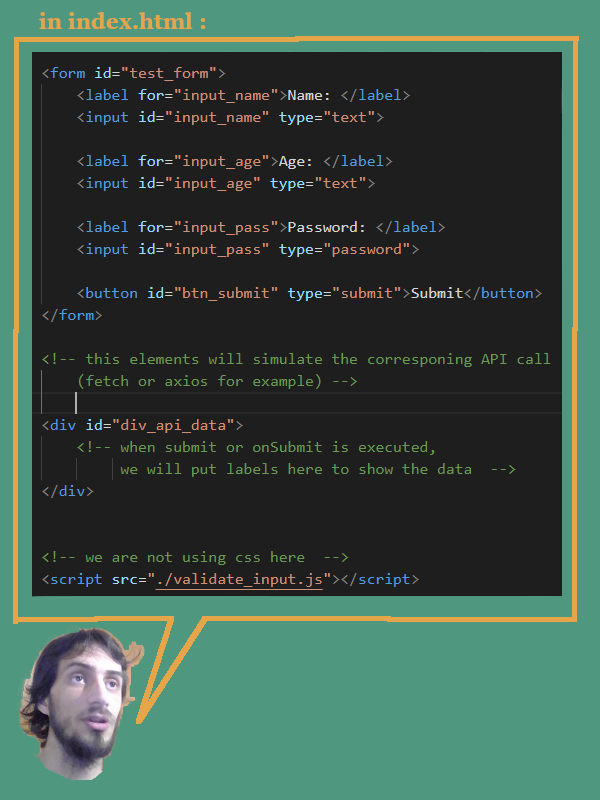 in index.html :
<form id="test_form">
<label for="input_name">Name: </label>
<input id="input_name" type="text">
<label for="input_age">Age: </label>
<input id="input_age" type="text">
<label for="input_pass">Password: </label>
<input id="input_pass" type="password">
<button id="btn_submit" type="submit">Submit</button>
</form>
<!-- this elements will simulate the corresponing API call
(fetch or axios for example) -->
<div id="div_api_data">
<!-- when submit or onSubmit is executed,
we will put labels here to show the data  -->
</div>
<!-- we are not using css here  -->
<script src="./validate_input.js"></script>